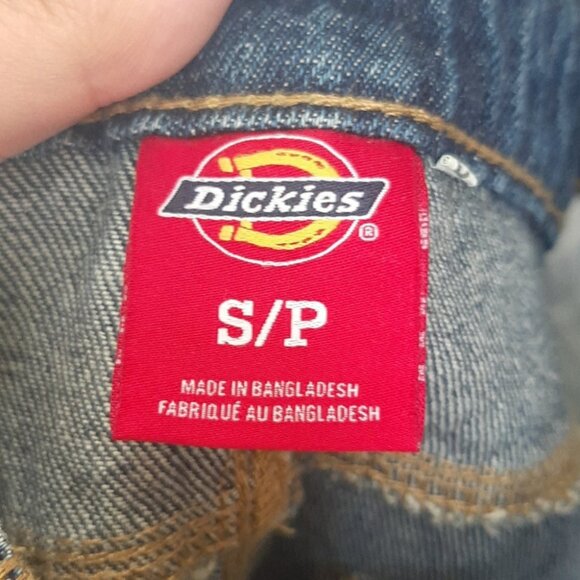 Dickies
®
S/P
MADE IN BANGLADESH
FABRIQUÉ AU BANGLADESH